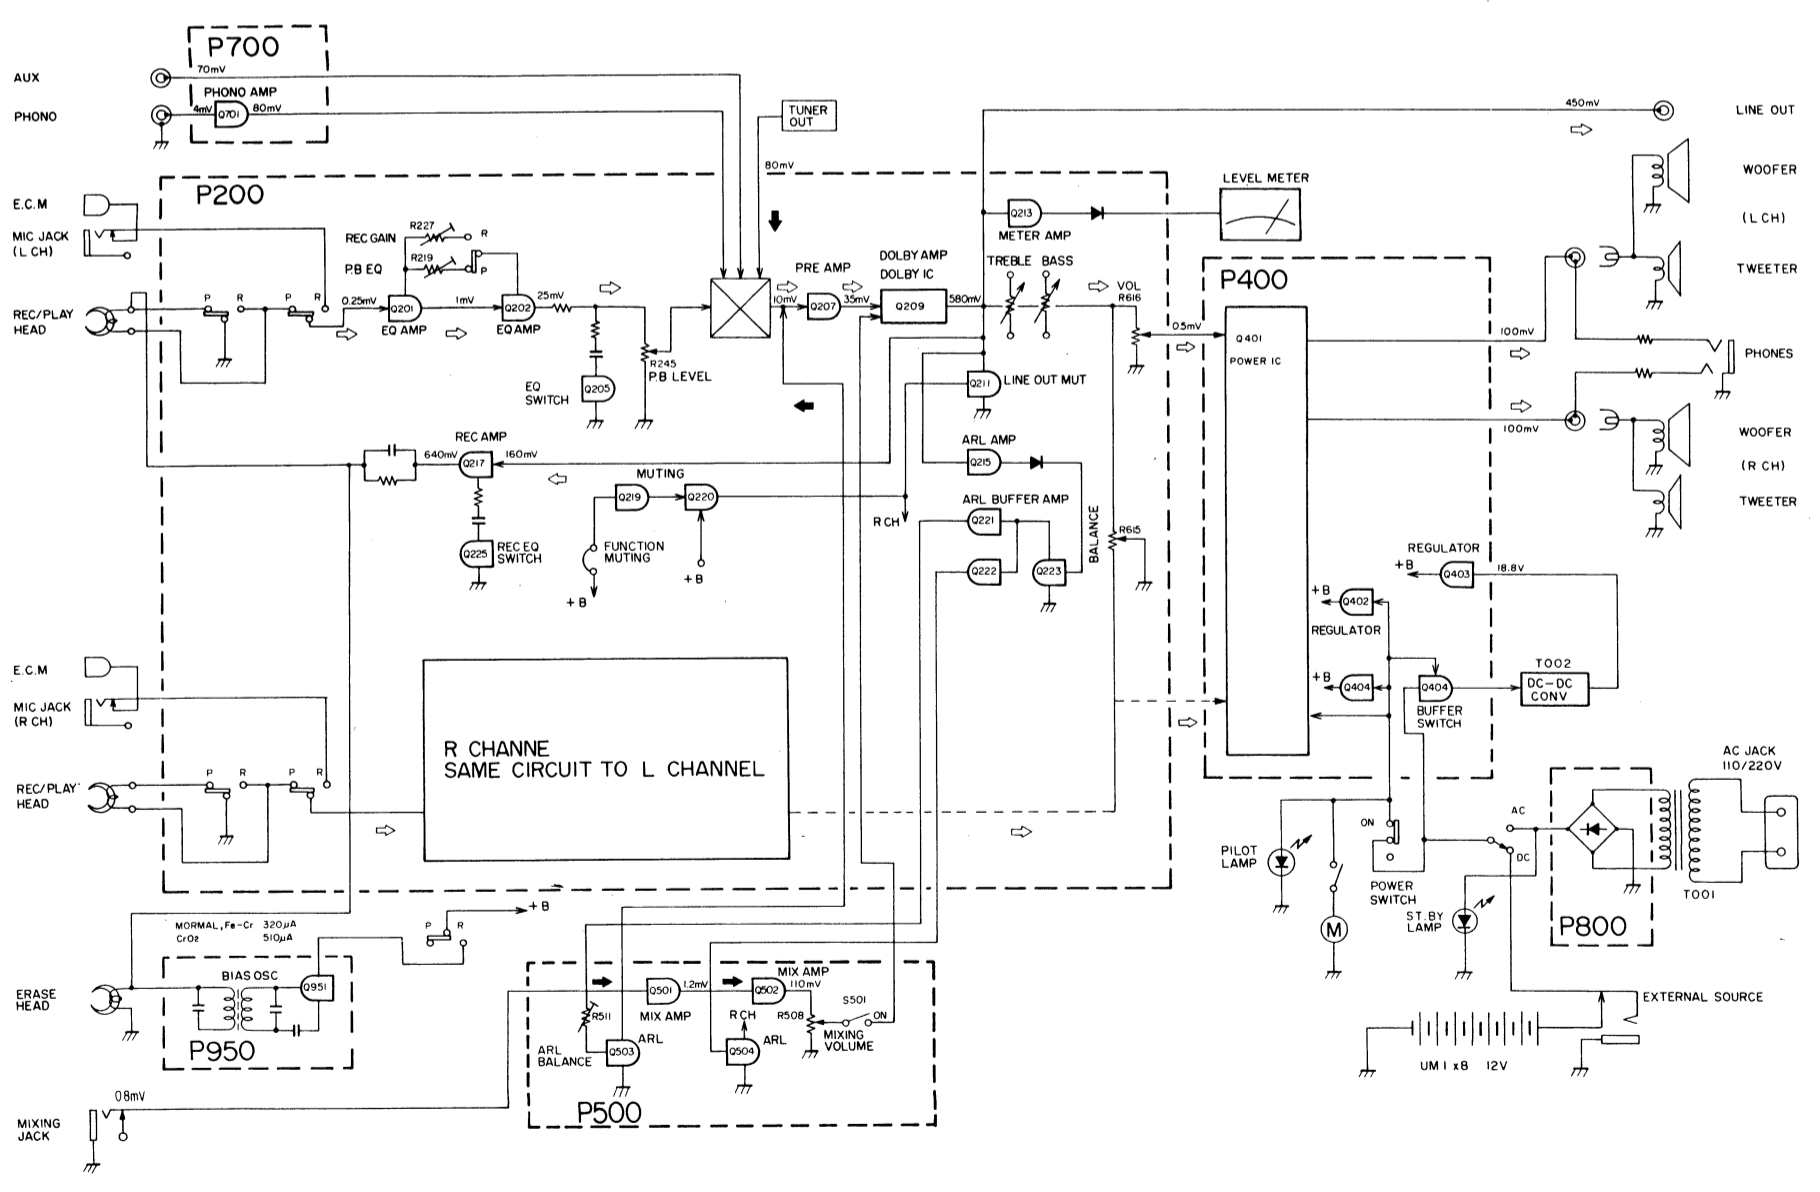 P700
AUX
70mV
PHONO AMP
PHONO
4mV
Q701
80mV
TUNER
OUT
80mV
450mV
LINE OUT
WOOFER
(L CH)
TWEETER
P200
E.C.M
MIC JACK
(L CH)
REC GAIN
R227
R
P.B EQ
R219
P
REC/PLAY
HEAD
P
R
P
R
0.25mV
Q201
EQ AMP
1mV
Q202
EQ AMP
25mV
EQ
SWITCH
Q205
R245
P.B LEVEL
10mV
PRE AMP
Q207
35mV
DOLBY AMP
DOLBY IC
Q209
580mV
Q213
METER AMP
LEVEL METER
TREBLE
BASS
VOL
R616
0.5mV
P400
Q401
POWER IC
100mV
100mV
PHONES
WOOFER
(R CH)
TWEETER
Q211
LINE OUT MUT
ARL AMP
Q215
REC AMP
640mV
Q217
160mV
MUTING
Q219
Q220
R CH
FUNCTION
MUTING
+B
+B
Q225
REC EQ
SWITCH
ARL BUFFER AMP
Q221
Q222
Q223
BALANCE
R615
REGULATOR
+B
Q403
18.8V
+B
Q402
REGULATOR
+B
Q404
Q404
BUFFER
SWITCH
T002
DC-DC
CONV
E.C.M
MIC JACK
(R CH)
REC/PLAY
HEAD
P
R
P
R
R CHANNE
SAME CIRCUIT TO L CHANNEL
AC JACK
110/220V
T001
P800
AC
DC
ON
POWER
SWITCH
PILOT
LAMP
M
ST.BY
LAMP
EXTERNAL SOURCE
UM1 x8 12V
MORMAL, Fe-Cr 320µA
CrO2 510µA
P
R
+B
ERASE
HEAD
BIAS OSC
Q951
P950
MIXING
JACK
0.8mV
Q501
MIX AMP
1.2mV
Q502
MIX AMP
110mV
R511
ARL
BALANCE
Q503
ARL
R CH
Q504
ARL
R508
S501
ON
MIXING
VOLUME
P500